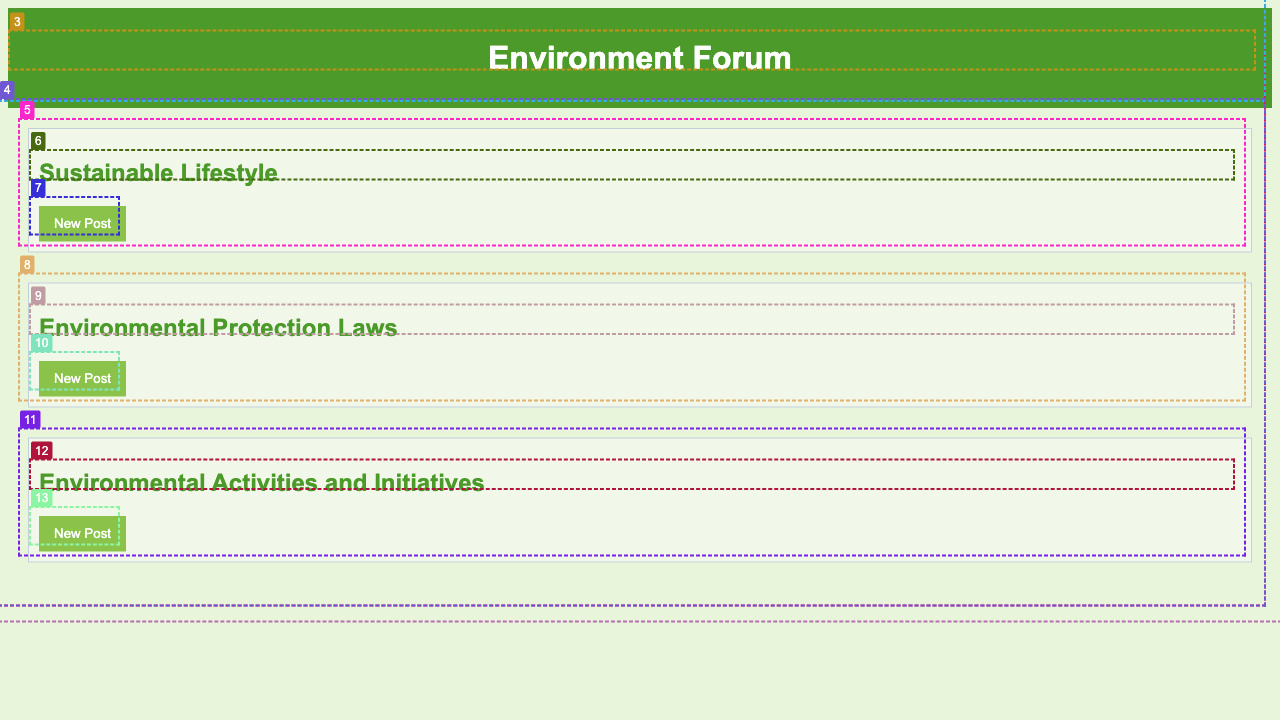 3
Environment Forum
4
5
6
Sustainable Lifestyle
7
New Post
8
9
Environmental Protection Laws
10
New Post
11
12
Environmental Activities and Initiatives
13
New Post